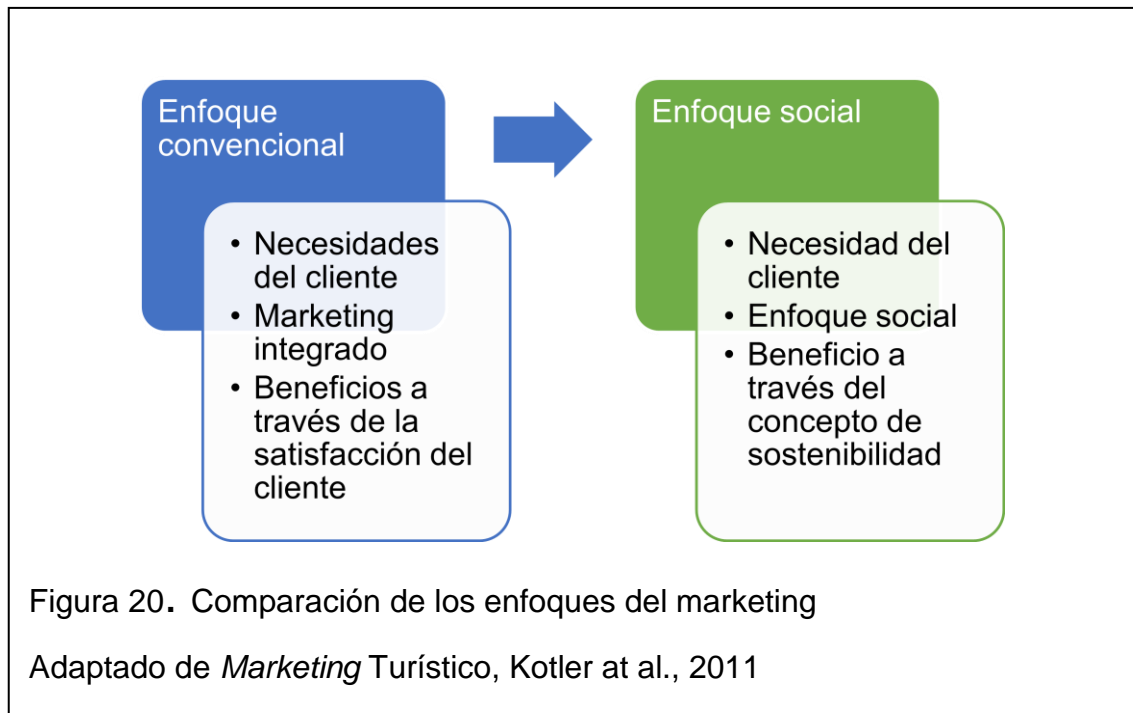 Enfoque
convencional
• Necesidades
del cliente
• Marketing
integrado
• Beneficios a
través de la
satisfacción del
cliente
Enfoque social
• Necesidad del
cliente
• Enfoque social
• Beneficio a
través del
concepto de
sostenibilidad
Figura 20. Comparación de los enfoques del marketing
Adaptado de Marketing Turístico, Kotler at al., 2011